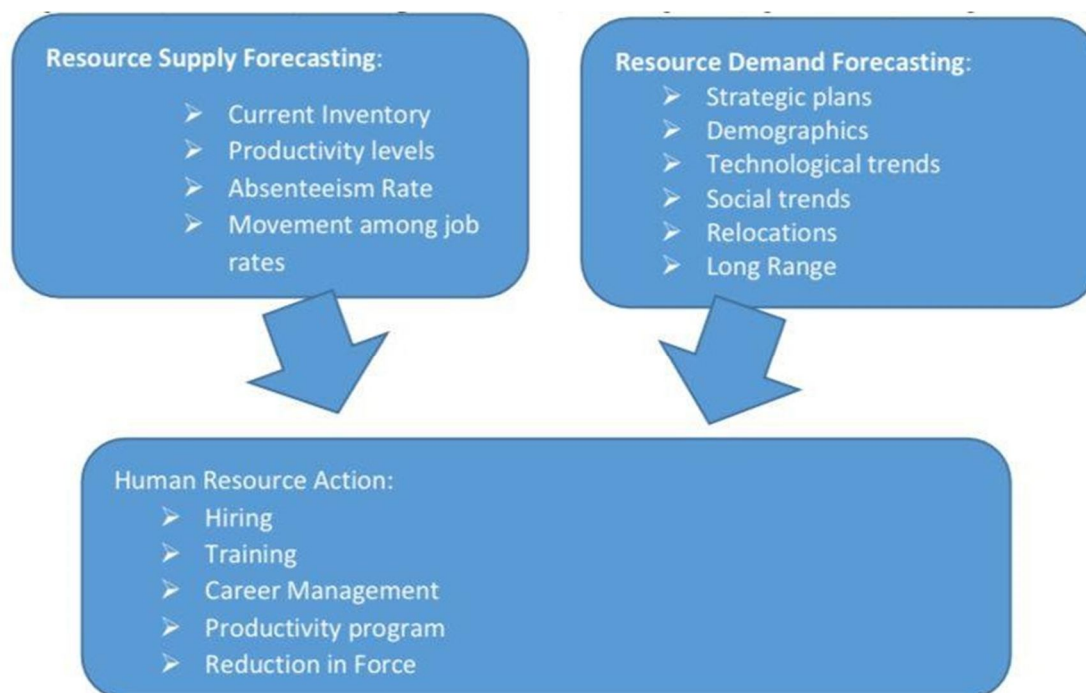 Resource Supply Forecasting:
➢ Current Inventory
➢ Productivity levels
➢ Absenteeism Rate
➢ Movement among job
rates
Resource Demand Forecasting:
➢ Strategic plans
➢ Demographics
➢ Technological trends
➢ Social trends
➢ Relocations
➢ Long Range
Human Resource Action:
➢ Hiring
➢ Training
➢ Career Management
➢ Productivity program
➢ Reduction in Force